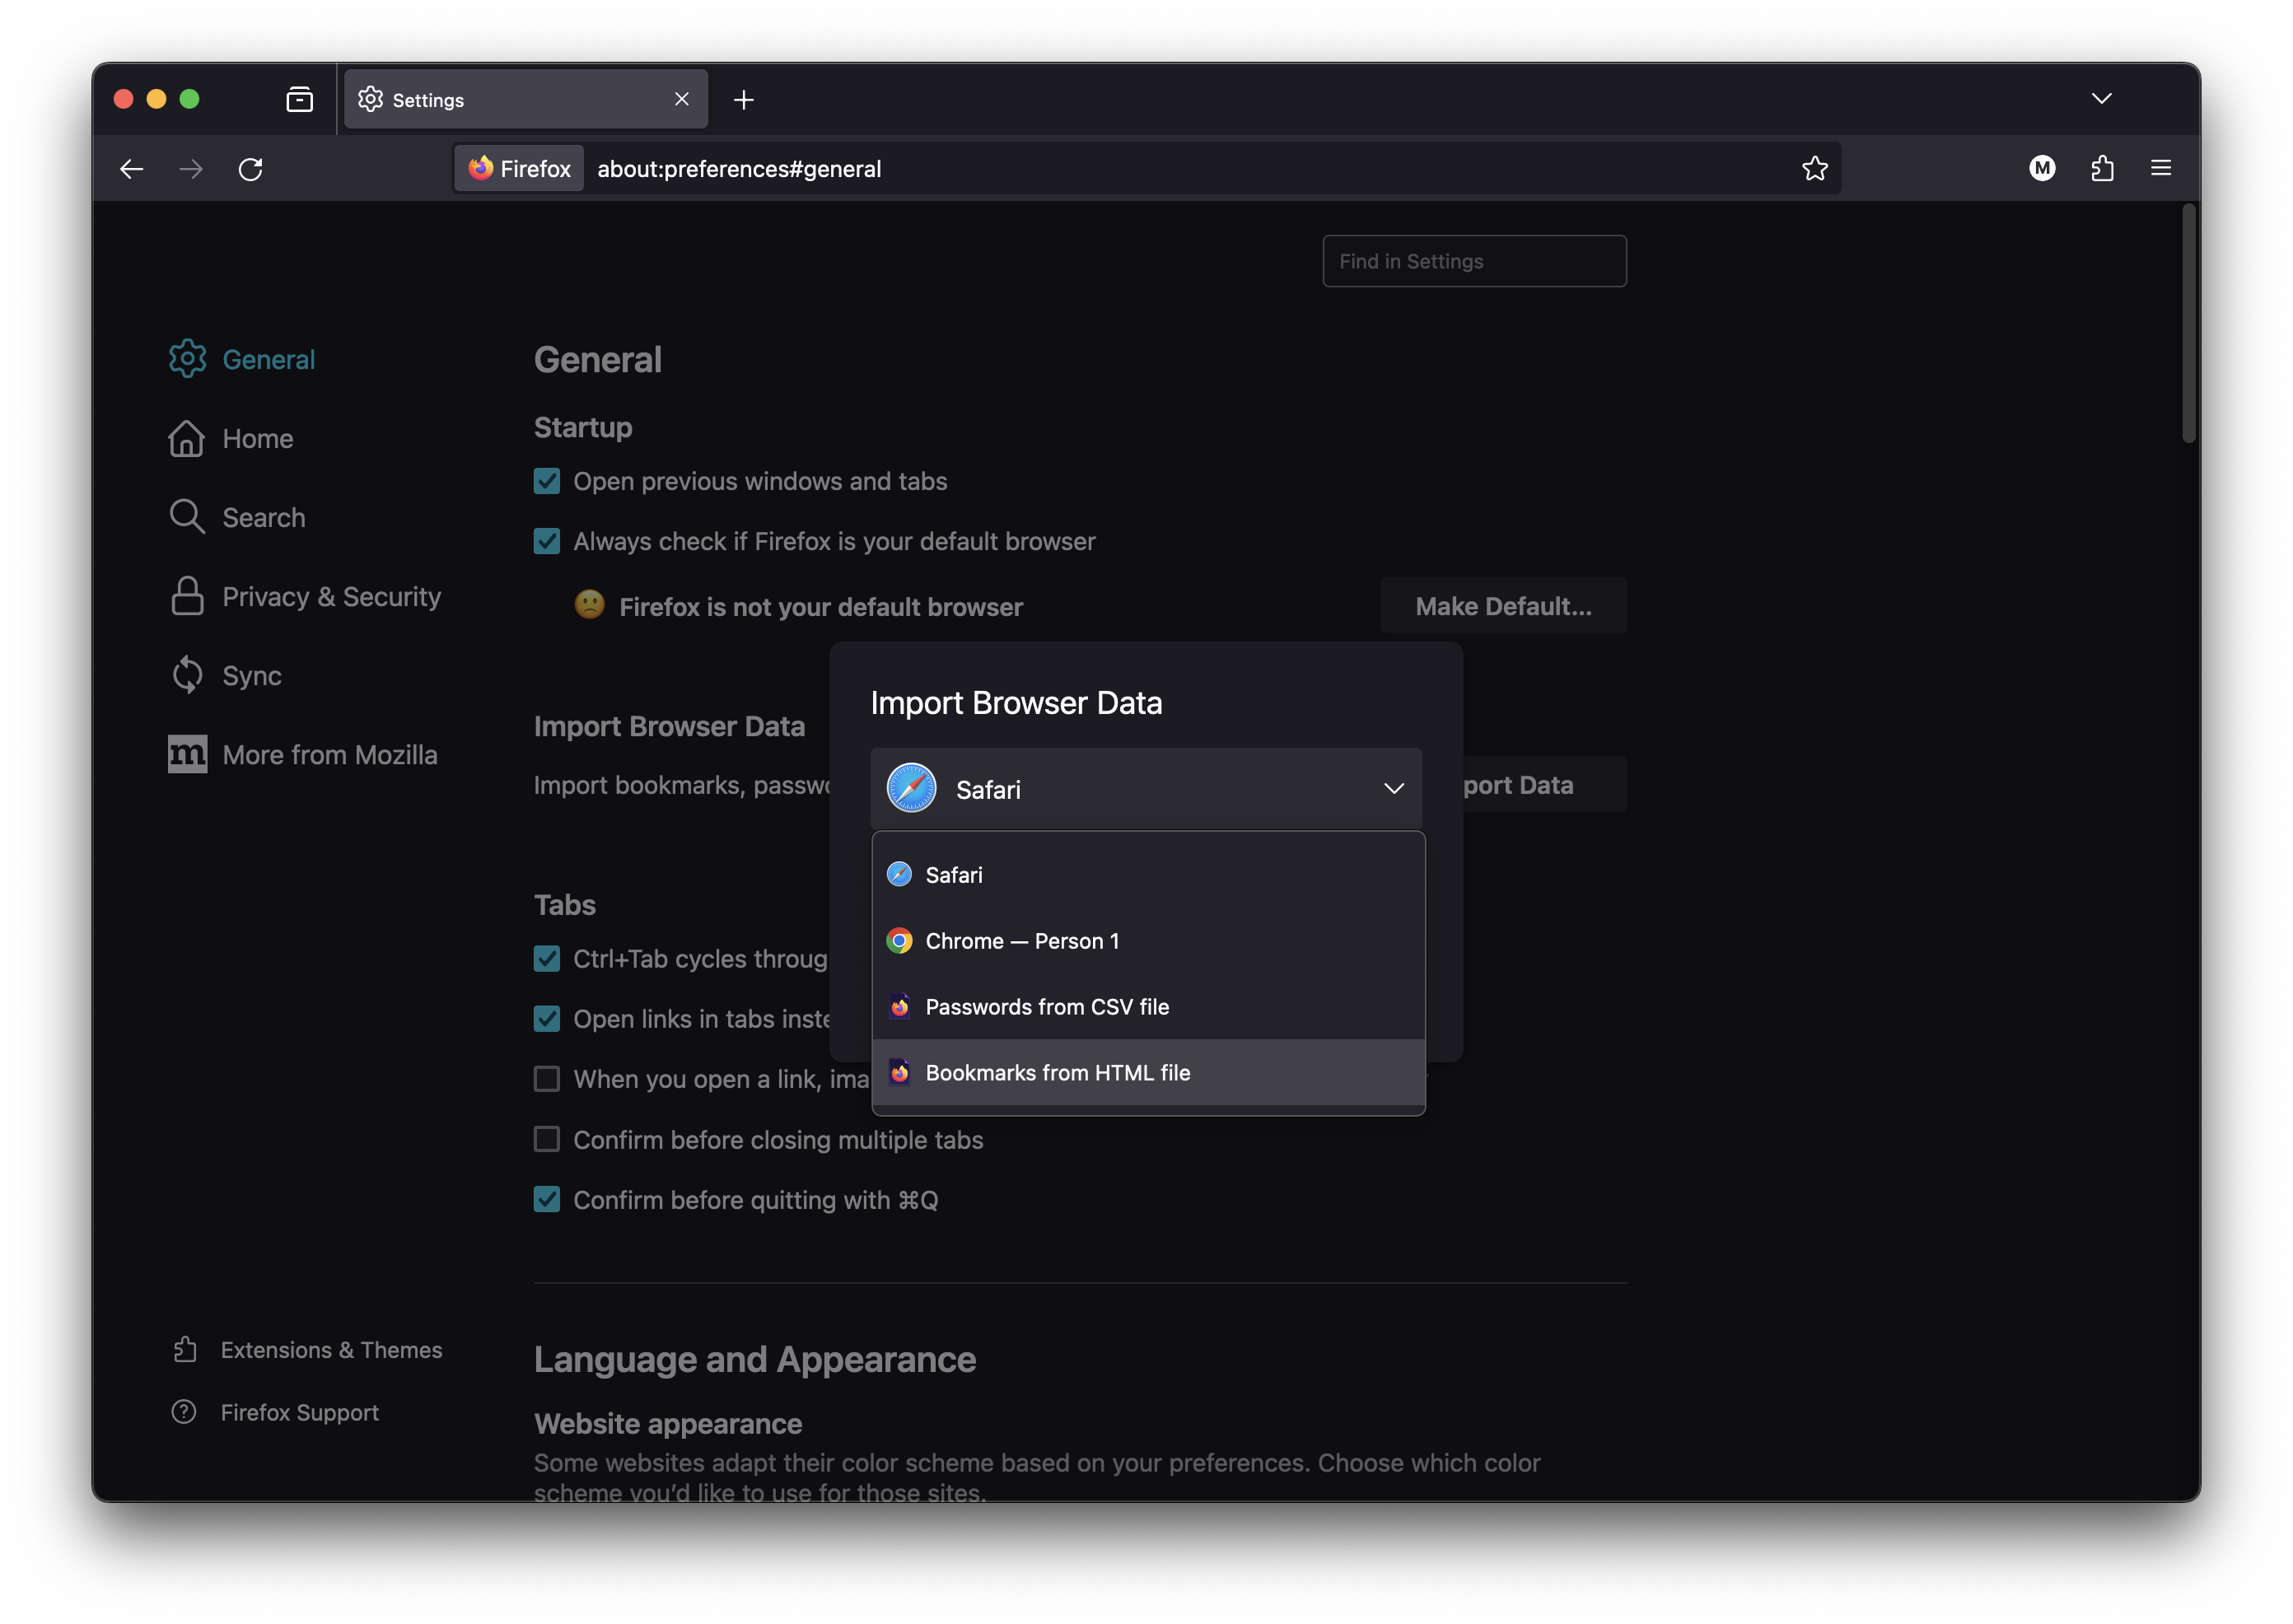 Settings
Firefox about:preferences#general
M
Find in Settings
General
Home
Search
Privacy & Security
Sync
m More from Mozilla
Extensions & Themes
Firefox Support
General
Startup
Open previous windows and tabs
Always check if Firefox is your default browser
Firefox is not your default browser
Make Default...
Import Browser Data
Import bookmarks, passw
port Data
Import Browser Data
Safari
Safari
Chrome — Person 1
Passwords from CSV file
Bookmarks from HTML file
Tabs
Ctrl+Tab cycles throug
Open links in tabs inste
When you open a link, ima
Confirm before closing multiple tabs
Confirm before quitting with ⌘Q
Language and Appearance
Website appearance
Some websites adapt their color scheme based on your preferences. Choose which color
scheme you’d like to use for those sites.